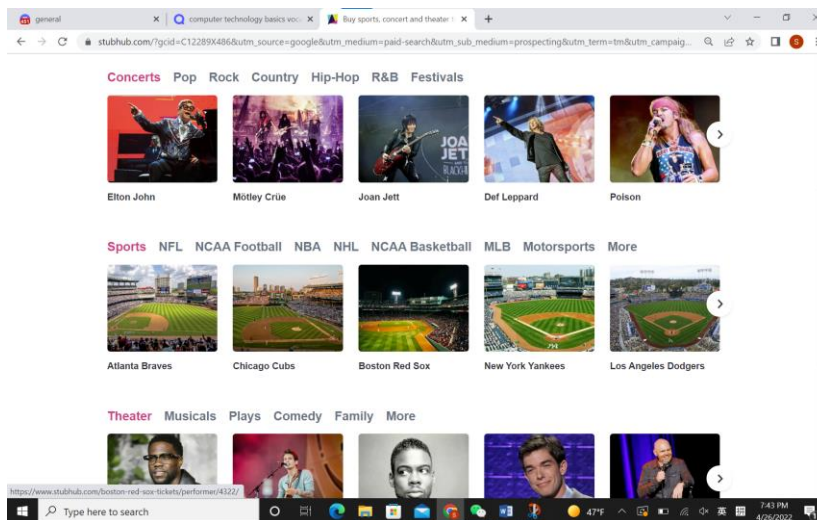 general
computer technology basics voc
Buy sports, concert and theater t
stubhub.com/?gcid=C12289X486&utm_source=google&utm_medium=paid-search&utm_sub_medium=prospecting&utm_term=tm&utm_campaig...
S
Concerts Pop Rock Country Hip-Hop R&B Festivals
JOA
JET
BLACKH
Elton John Mötley Crüe Joan Jett Def Leppard Poison
Sports NFL NCAA Football NBA NHL NCAA Basketball MLB Motorsports More
Atlanta Braves Chicago Cubs Boston Red Sox New York Yankees Los Angeles Dodgers
Theater Musicals Plays Comedy Family More
https://www.stubhub.com/boston-red-sox-tickets/performer/4322/
Type here to search
47°F
英
7:43 PM
4/26/2022